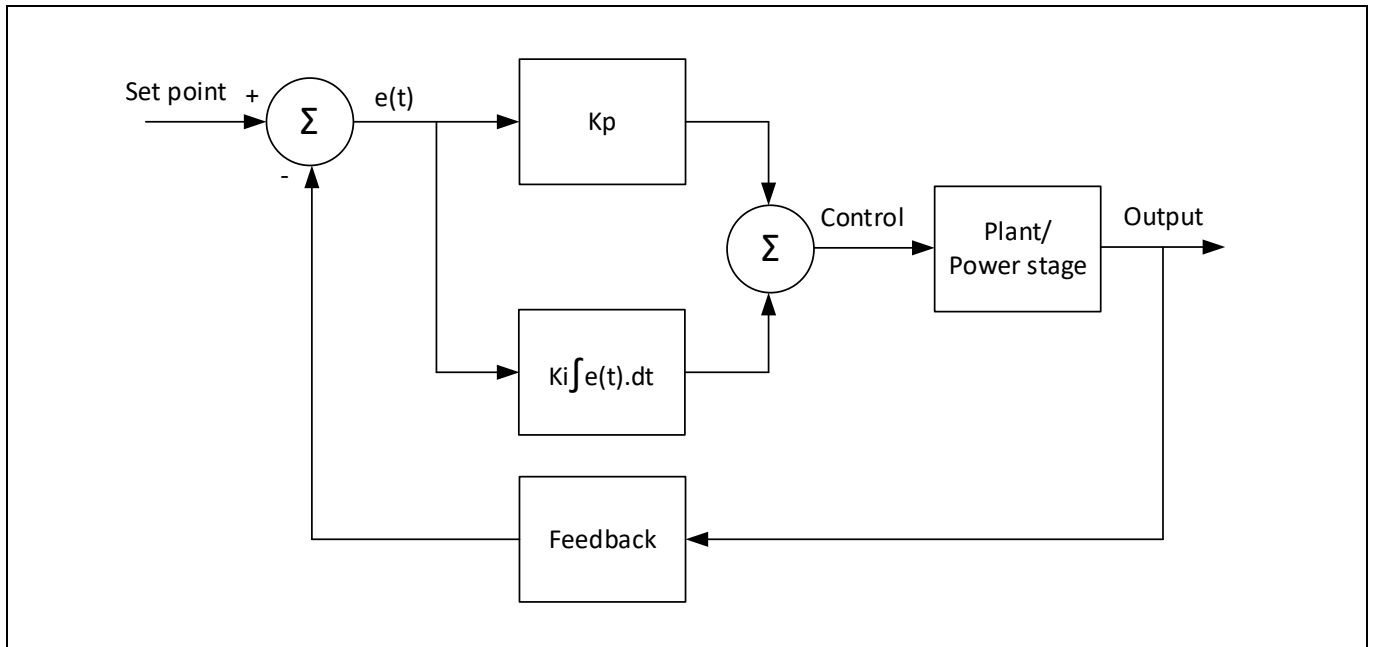 Set point
+
Σ
-
e(t)
Kp
Ki∫e(t).dt
Σ
Control
Plant/
Power stage
Output
Feedback